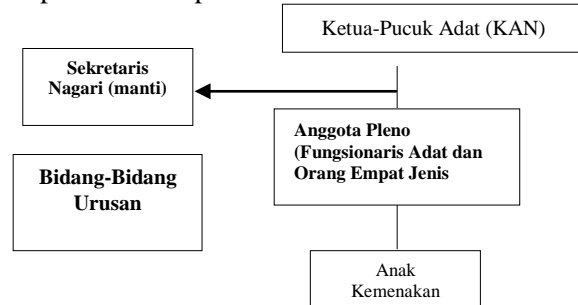 Ketua-Pucuk Adat (KAN)
Sekretaris
Nagari (manti)
Anggota Pleno
(Fungsionaris Adat dan
Orang Empat Jenis
Bidang-Bidang
Urusan
Anak
Kemenakan